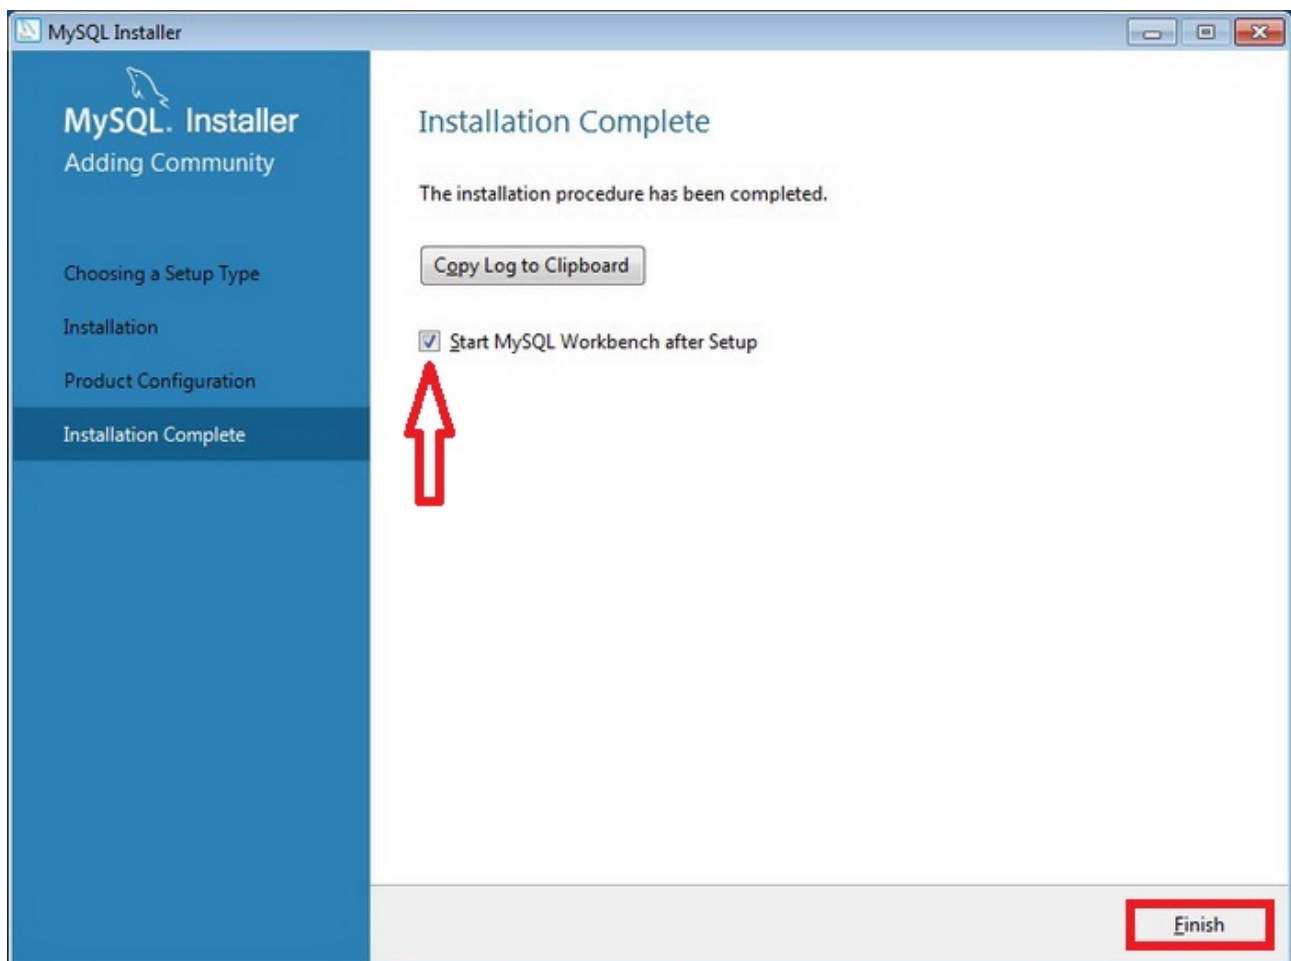 MySQL Installer
MySQL. Installer
Adding Community
Choosing a Setup Type
Installation
Product Configuration
Installation Complete
Installation Complete
The installation procedure has been completed.
Copy Log to Clipboard
Start MySQL Workbench after Setup
Finish